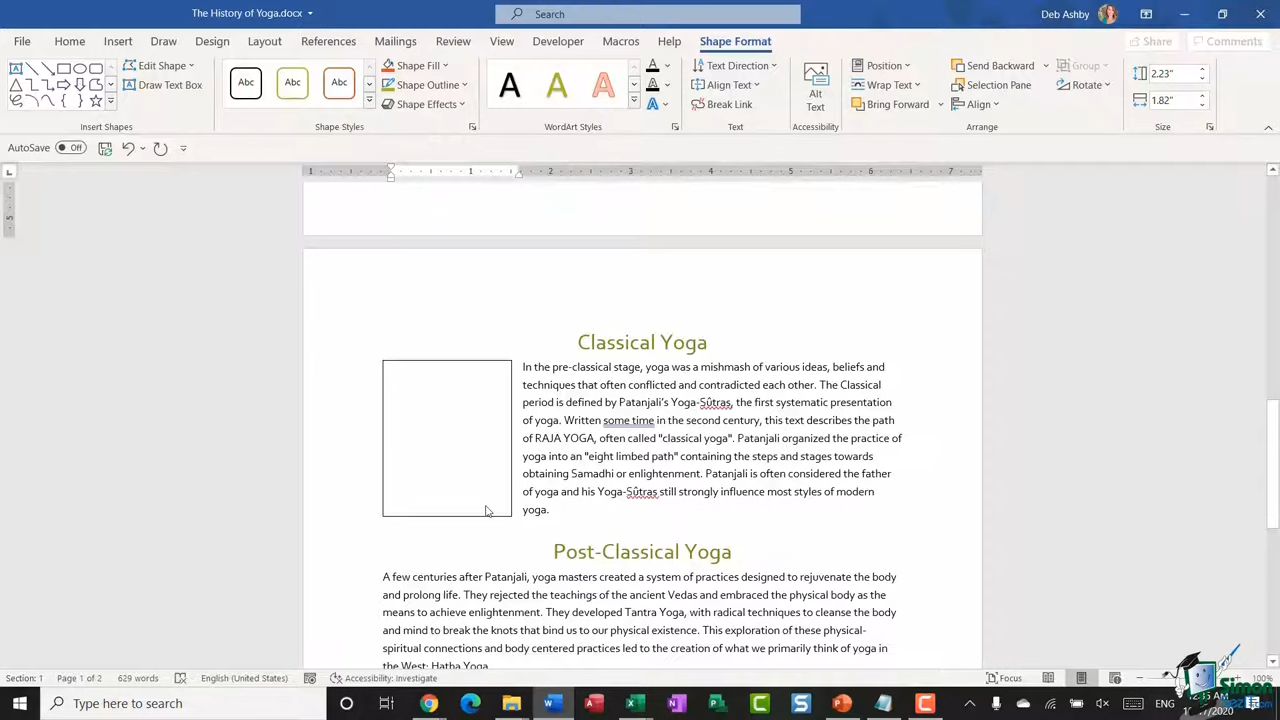 The History of Yoga.docx
Search
Deb Ashby
File Home Insert Draw Design Layout References Mailings Review View Developer Macros Help Shape Format
Share Comments
Edit Shape
Draw Text Box
Insert Shapes
Abc Abc Abc
Shape Fill
Shape Outline
Shape Effects
Shape Styles
A A A
A
A
A
WordArt Styles
Text Direction
Align Text
Break Link
Text
Alt
Text
Accessibility
Position
Wrap Text
Bring Forward
Send Backward
Selection Pane
Align
Group
Rotate
Arrange
2.23"
1.82"
Size
AutoSave Off
1 1 2 3 4 5 6 7
5
Classical Yoga
In the pre-classical stage, yoga was a mishmash of various ideas, beliefs and
techniques that often conflicted and contradicted each other. The Classical
period is defined by Patanjali's Yoga-Sûtras, the first systematic presentation
of yoga. Written some time in the second century, this text describes the path
of RAJA YOGA, often called "classical yoga". Patanjali organized the practice of
yoga into an "eight limbed path" containing the steps and stages towards
obtaining Samadhi or enlightenment. Patanjali is often considered the father
of yoga and his Yoga-Sûtras still strongly influence most styles of modern
yoga.
Post-Classical Yoga
A few centuries after Patanjali, yoga masters created a system of practices designed to rejuvenate the body
and prolong life. They rejected the teachings of the ancient Vedas and embraced the physical body as the
means to achieve enlightenment. They developed Tantra Yoga, with radical techniques to cleanse the body
and mind to break the knots that bind us to our physical existence. This exploration of these physical-
spiritual connections and body centered practices led to the creation of what we primarily think of yoga in
the West: Hatha Yoga.
Section: 1 Page 1 of 2 629 words English (United States) Accessibility: Investigate
Focus 100%
Type here to search
ENG
Simon